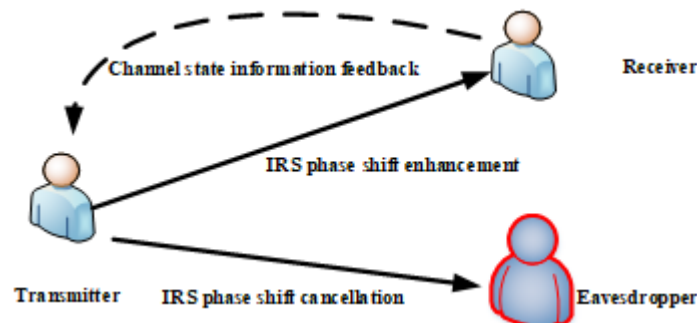 Channel state information feedback
Receiver
IRS phase shift enhancement
Transmitter
IRS phase shift cancellation
Eavesdropper